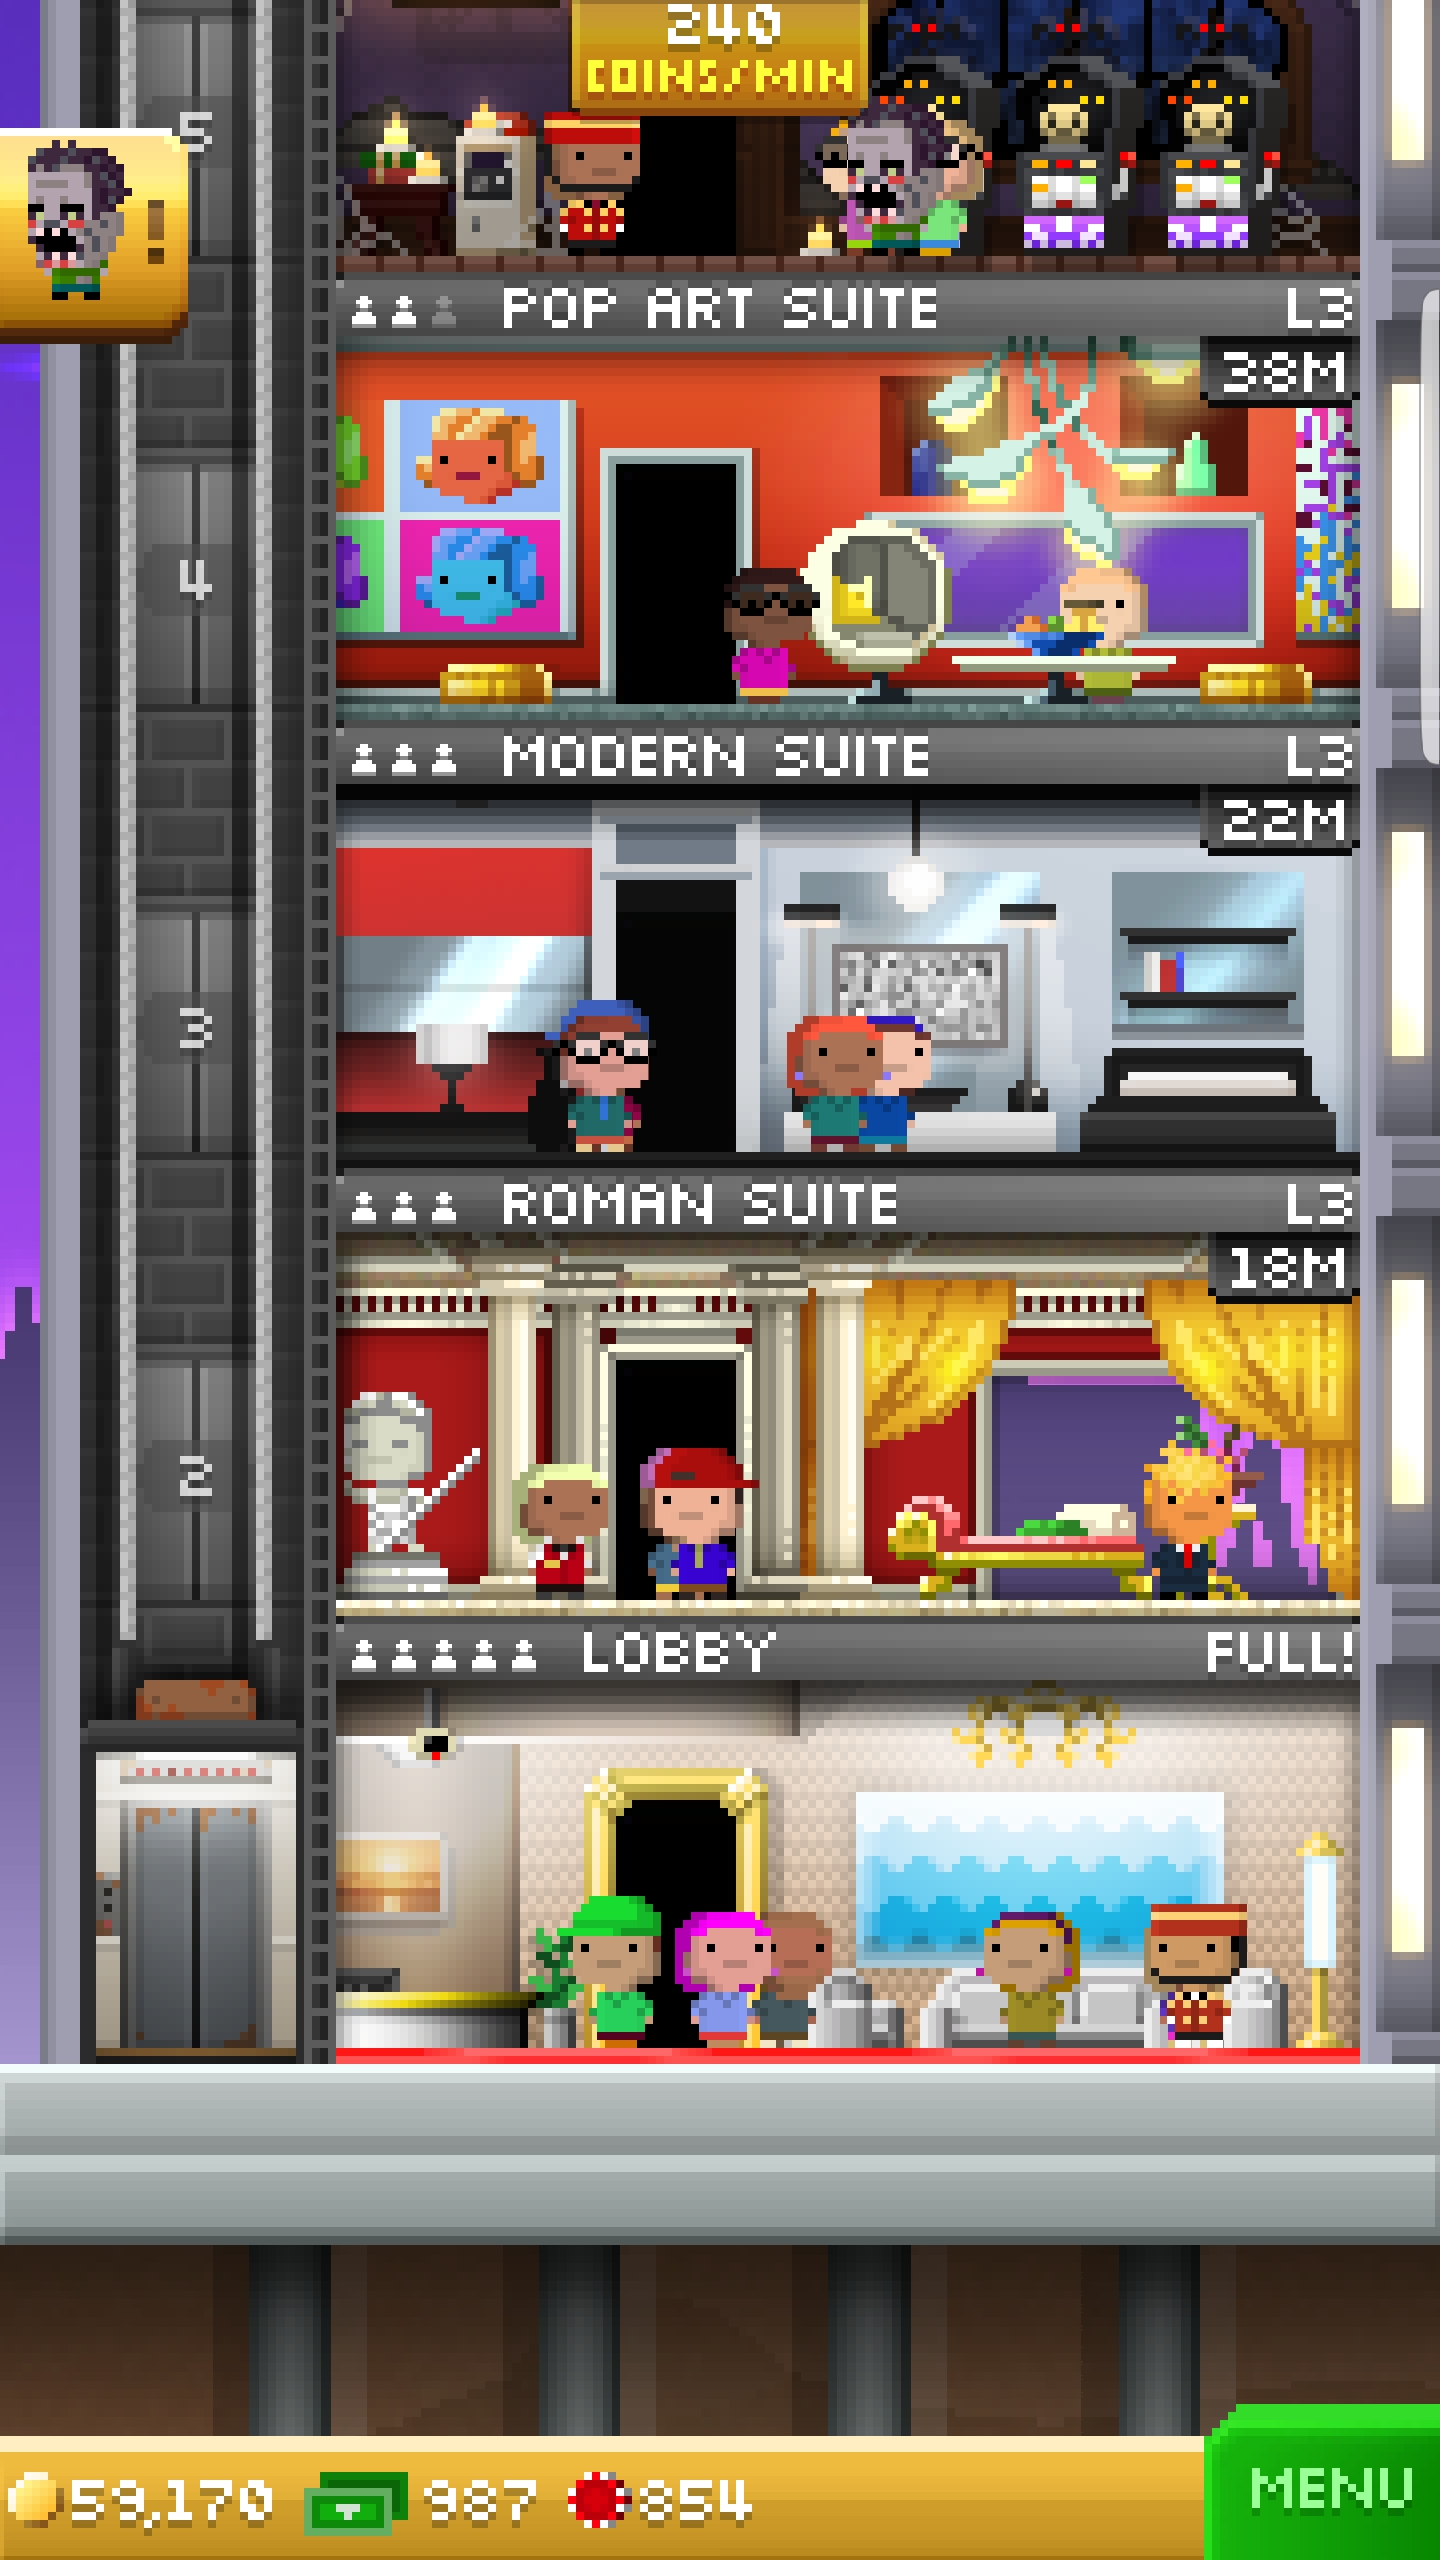 240
COINS/MIN
5
!
POP ART SUITE L3
38M
4
MODERN SUITE L3
22M
3
ROMAN SUITE L3
18M
2
LOBBY FULL!
59,170 987 854
MENU